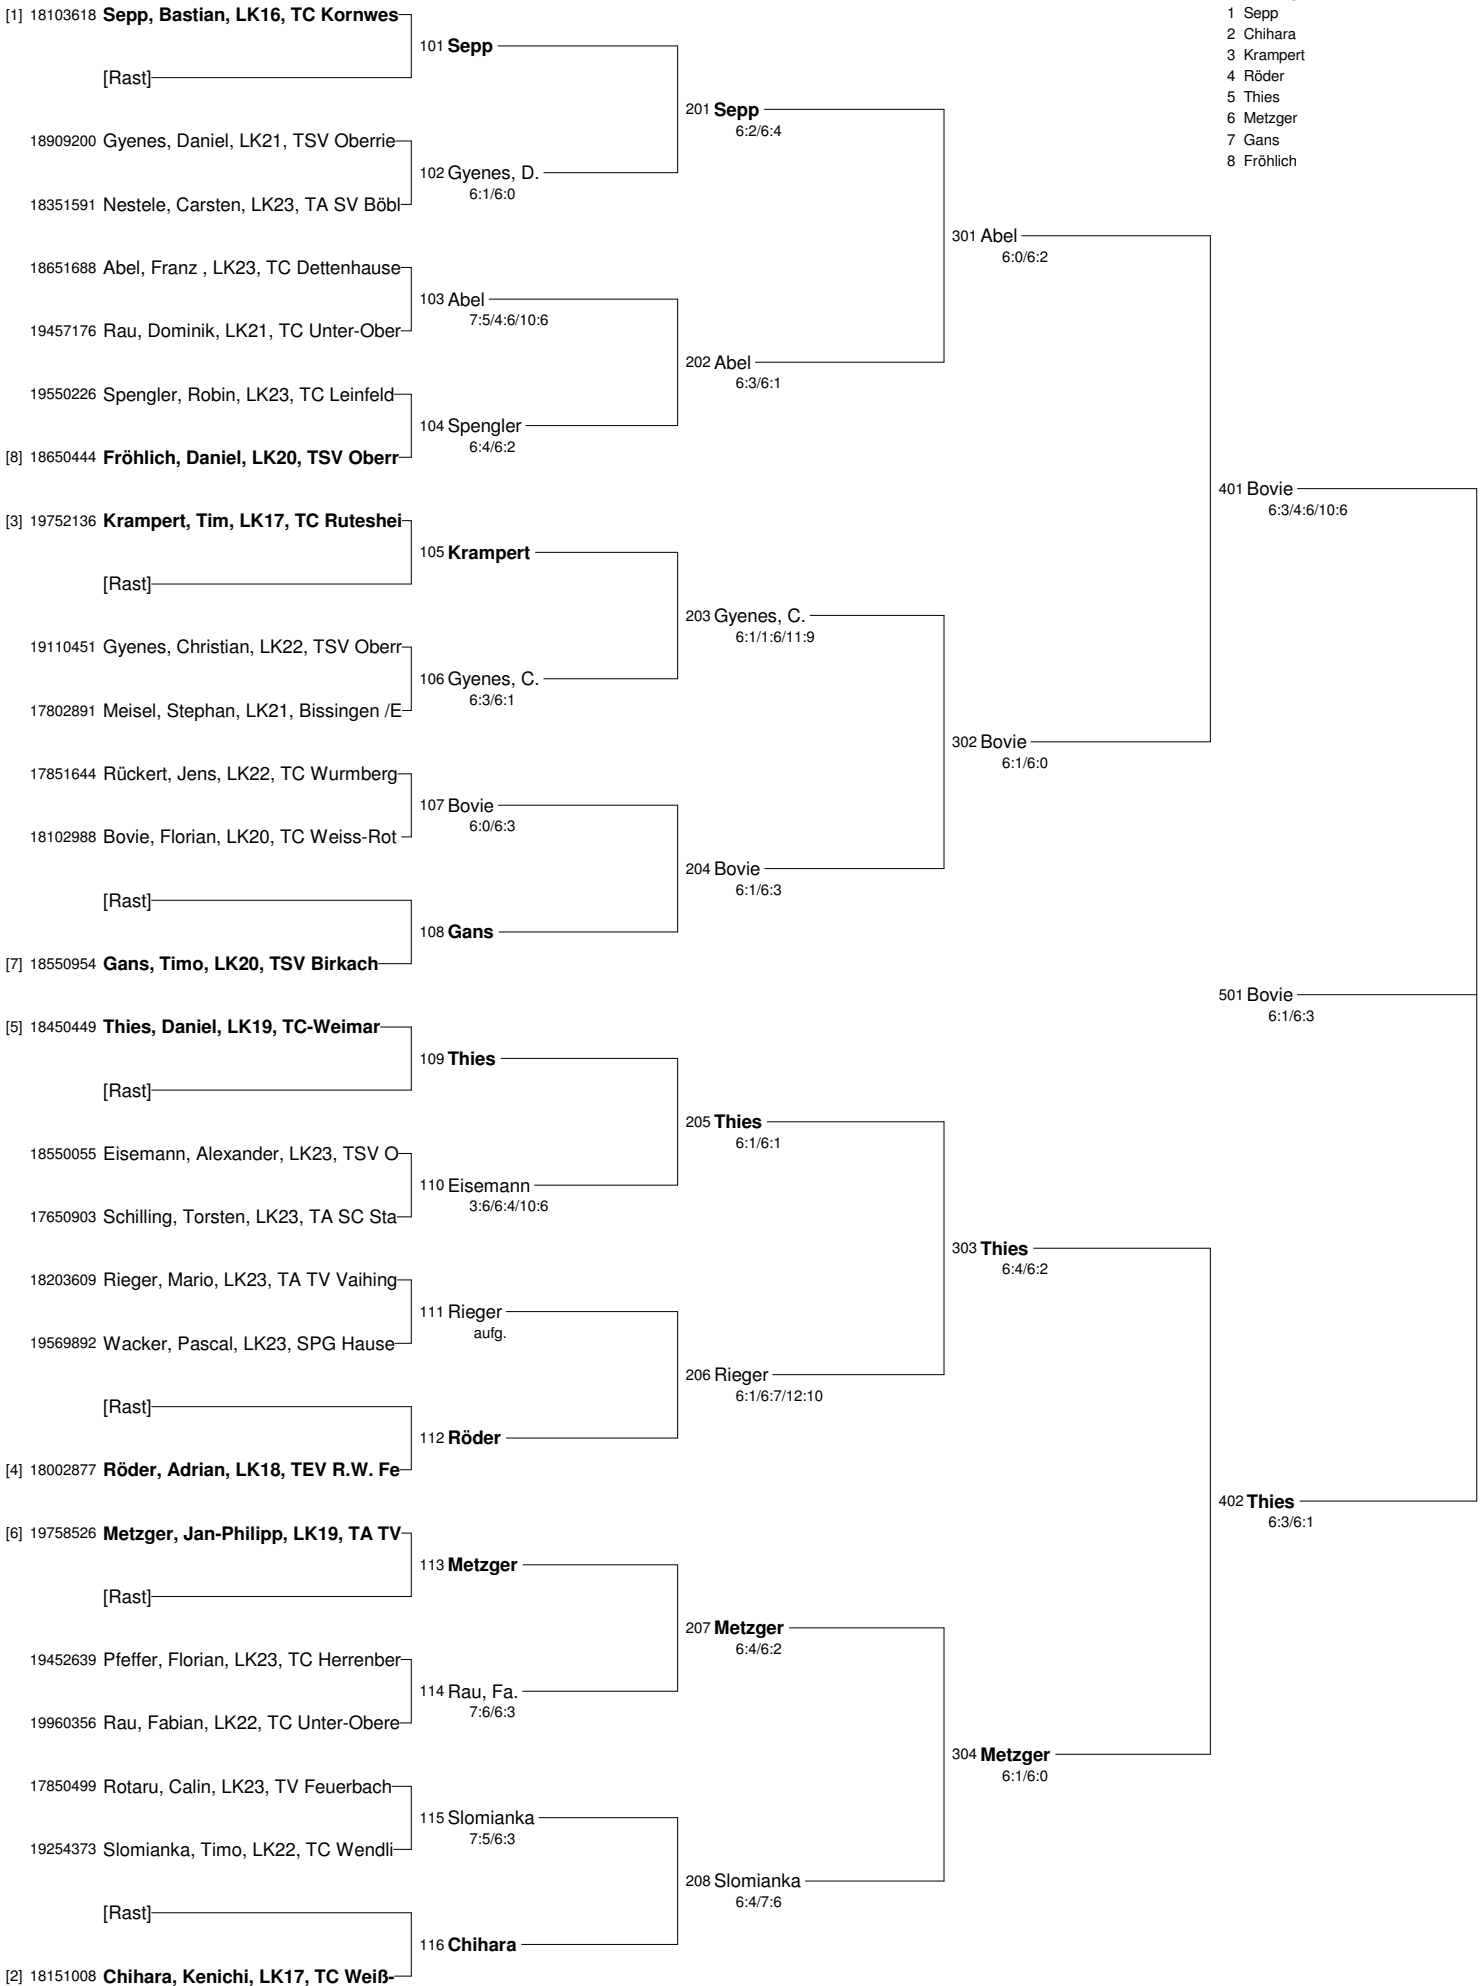 [1] 18103618 Sepp, Bastian, LK16, TC Kornwes
[Rast]
18909200 Gyenes, Daniel, LK21, TSV Oberrie
18351591 Nestele, Carsten, LK23, TA SV Böbl
18651688 Abel, Franz , LK23, TC Dettenhause
19457176 Rau, Dominik, LK21, TC Unter-Ober
19550226 Spengler, Robin, LK23, TC Leinfeld
[8] 18650444 Fröhlich, Daniel, LK20, TSV Oberr
[3] 19752136 Krampert, Tim, LK17, TC Ruteshei
[Rast]
19110451 Gyenes, Christian, LK22, TSV Oberr
17802891 Meisel, Stephan, LK21, Bissingen /E
17851644 Rückert, Jens, LK22, TC Wurmberg
18102988 Bovie, Florian, LK20, TC Weiss-Rot
[Rast]
[7] 18550954 Gans, Timo, LK20, TSV Birkach
[5] 18450449 Thies, Daniel, LK19, TC-Weimar
[Rast]
18550055 Eisemann, Alexander, LK23, TSV O
17650903 Schilling, Torsten, LK23, TA SC Sta
18203609 Rieger, Mario, LK23, TA TV Vaihing
19569892 Wacker, Pascal, LK23, SPG Hause
[Rast]
[4] 18002877 Röder, Adrian, LK18, TEV R.W. Fe
[6] 19758526 Metzger, Jan-Philipp, LK19, TA TV
[Rast]
19452639 Pfeffer, Florian, LK23, TC Herrenber
19960356 Rau, Fabian, LK22, TC Unter-Obere
17850499 Rotaru, Calin, LK23, TV Feuerbach
19254373 Slomianka, Timo, LK22, TC Wendli
[Rast]
[2] 18151008 Chihara, Kenichi, LK17, TC Weiß-
101 Sepp
102 Gyenes, D.
6:1/6:0
103 Abel
7:5/4:6/10:6
104 Spengler
6:4/6:2
105 Krampert
106 Gyenes, C.
6:3/6:1
107 Bovie
6:0/6:3
108 Gans
109 Thies
110 Eisemann
3:6/6:4/10:6
111 Rieger
aufg.
112 Röder
113 Metzger
114 Rau, Fa.
7:6/6:3
115 Slomianka
7:5/6:3
116 Chihara
201 Sepp
6:2/6:4
202 Abel
6:3/6:1
203 Gyenes, C.
6:1/1:6/11:9
204 Bovie
6:1/6:3
205 Thies
6:1/6:1
206 Rieger
6:1/6:7/12:10
207 Metzger
6:4/6:2
208 Slomianka
6:4/7:6
301 Abel
6:0/6:2
302 Bovie
6:1/6:0
303 Thies
6:4/6:2
304 Metzger
6:1/6:0
1 Sepp
2 Chihara
3 Krampert
4 Röder
5 Thies
6 Metzger
7 Gans
8 Fröhlich
401 Bovie
6:3/4:6/10:6
501 Bovie
6:1/6:3
402 Thies
6:3/6:1